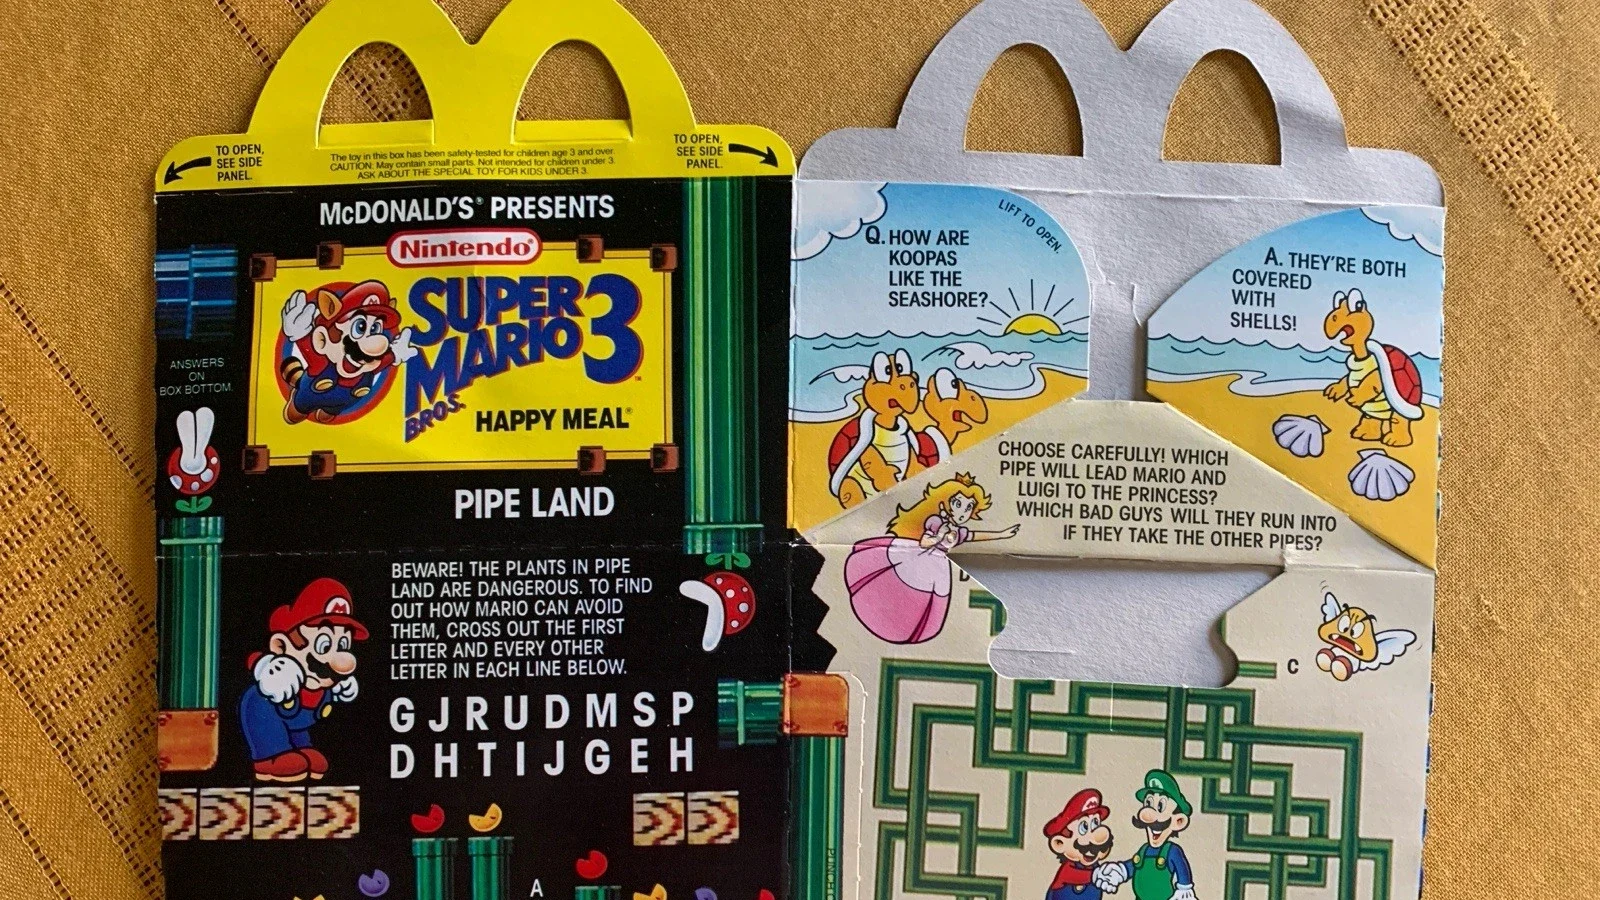 TO OPEN,
SEE SIDE
PANEL.
The toy in this box has been safety-tested for children age 3 and over.
CAUTION: May contain small parts. Not intended for children under 3.
ASK ABOUT THE SPECIAL TOY FOR KIDS UNDER 3.
TO OPEN,
SEE SIDE
PANEL.
McDONALD'S® PRESENTS
Nintendo®
SUPER
MARIO
BROS.
3
™
HAPPY MEAL®
PIPE LAND
ANSWERS
ON
BOX BOTTOM.
BEWARE! THE PLANTS IN PIPE
LAND ARE DANGEROUS. TO FIND
OUT HOW MARIO CAN AVOID
THEM, CROSS OUT THE FIRST
LETTER AND EVERY OTHER
LETTER IN EACH LINE BELOW.
G J R U D M S P
D H T I J G E H
A
LIFT TO OPEN.
Q. HOW ARE
KOOPAS
LIKE THE
SEASHORE?
A. THEY'RE BOTH
COVERED
WITH
SHELLS!
CHOOSE CAREFULLY! WHICH
PIPE WILL LEAD MARIO AND
LUIGI TO THE PRINCESS?
WHICH BAD GUYS WILL THEY RUN INTO
IF THEY TAKE THE OTHER PIPES?
D
C